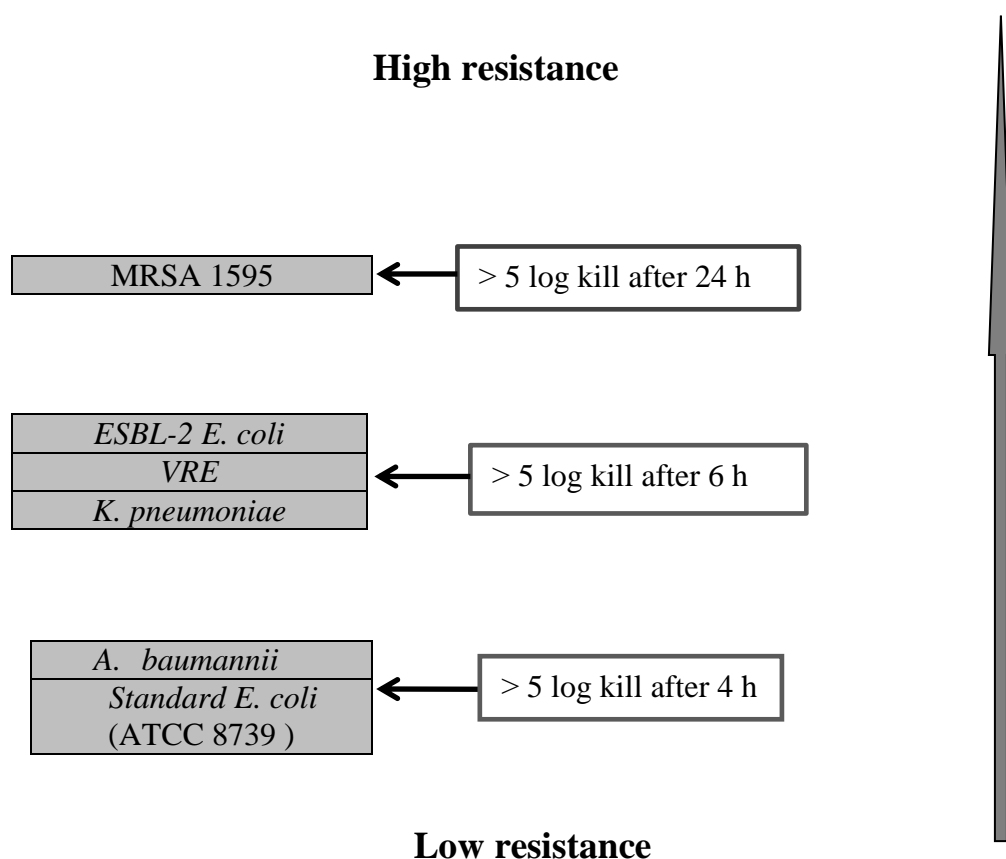 High resistance
MRSA 1595
> 5 log kill after 24 h
ESBL-2 E. coli
VRE
K. pneumoniae
> 5 log kill after 6 h
A. baumannii
Standard E. coli
(ATCC 8739 )
> 5 log kill after 4 h
Low resistance